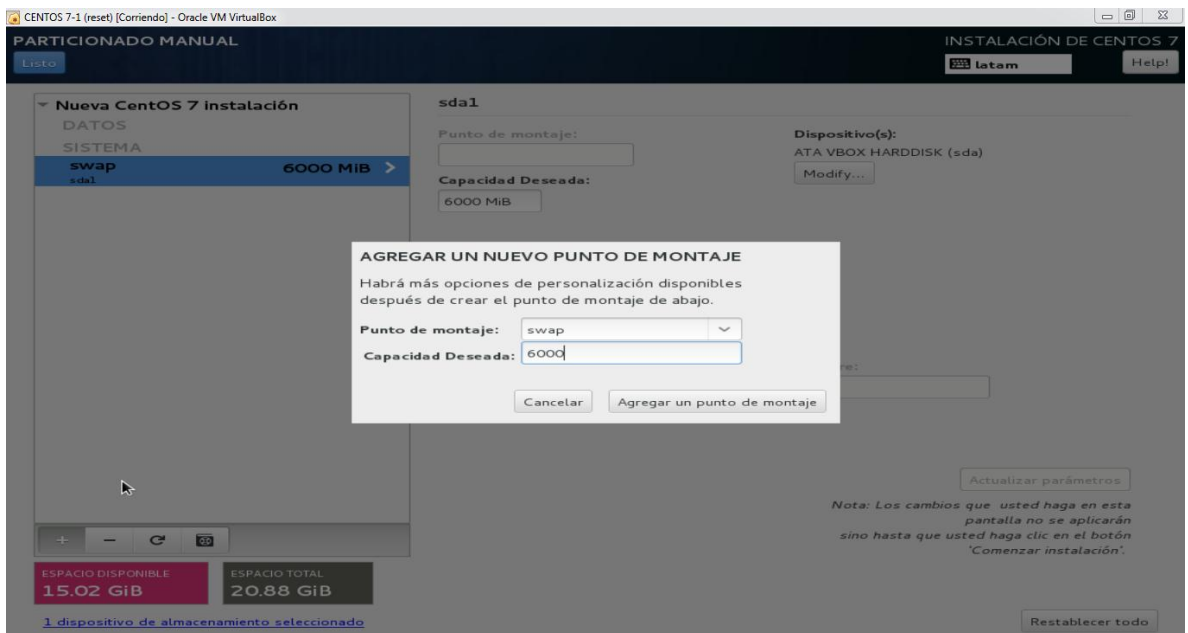 CENTOS 7-1 (reset) [Corriendo] - Oracle VM VirtualBox
PARTICIONADO MANUAL
INSTALACIÓN DE CENTOS 7
Listo
latam
Help!
Nueva CentOS 7 instalación
DATOS
SISTEMA
swap
6000 MiB
sda1
sda1
Punto de montaje:
Capacidad Deseada:
6000 MiB
Dispositivo(s):
ATA VBOX HARDDISK (sda)
Modify...
AGREGAR UN NUEVO PUNTO DE MONTAJE
Habrá más opciones de personalización disponibles
después de crear el punto de montaje de abajo.
Punto de montaje: swap
Capacidad Deseada: 6000
Cancelar
Agregar un punto de montaje
re:
Actualizar parámetros
Nota: Los cambios que usted haga en esta
pantalla no se aplicarán
sino hasta que usted haga clic en el botón
'Comenzar instalación'.
ESPACIO DISPONIBLE
15.02 GiB
ESPACIO TOTAL
20.88 GiB
1 dispositivo de almacenamiento seleccionado
Restablecer todo